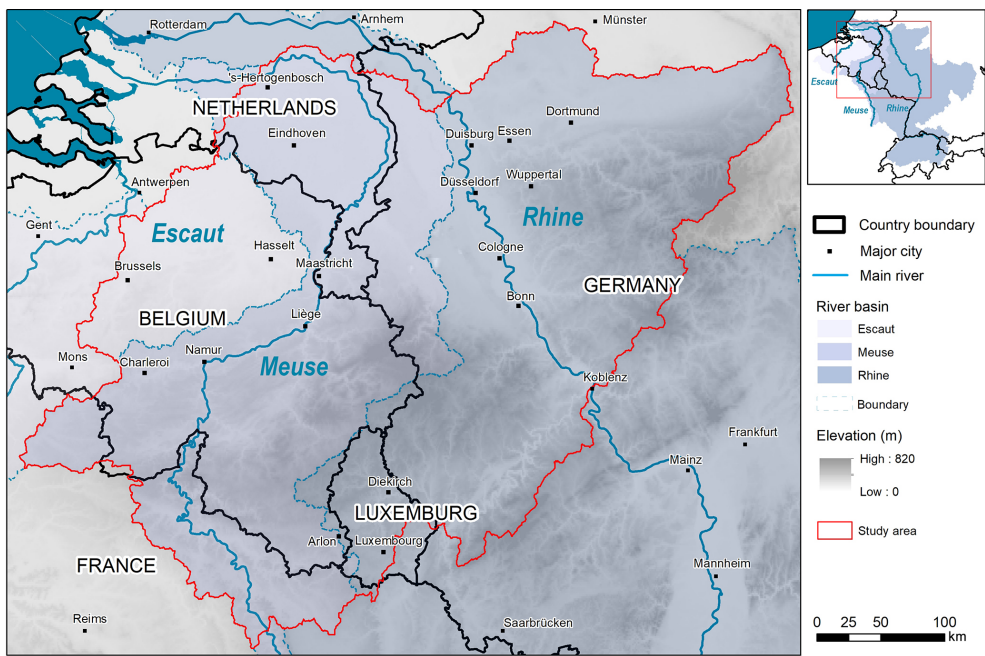 Rotterdam
Arnhem
Münster
's-Hertogenbosch
NETHERLANDS
Eindhoven
Dortmund
Duisburg
Essen
Antwerpen
Düsseldorf
Wuppertal
Gent
Escaut
Rhine
Hasselt
Cologne
Brussels
Maastricht
GERMANY
Bonn
BELGIUM
Liège
Mons
Charleroi
Namur
Meuse
Koblenz
Frankfurt
Mainz
Diekirch
LUXEMBURG
Arlon
Luxembourg
FRANCE
Mannheim
Reims
Saarbrücken
Escaut
Meuse
Rhine
Country boundary
Major city
Main river
River basin
Escaut
Meuse
Rhine
Boundary
Elevation (m)
High : 820
Low : 0
Study area
0 25 50 100
km